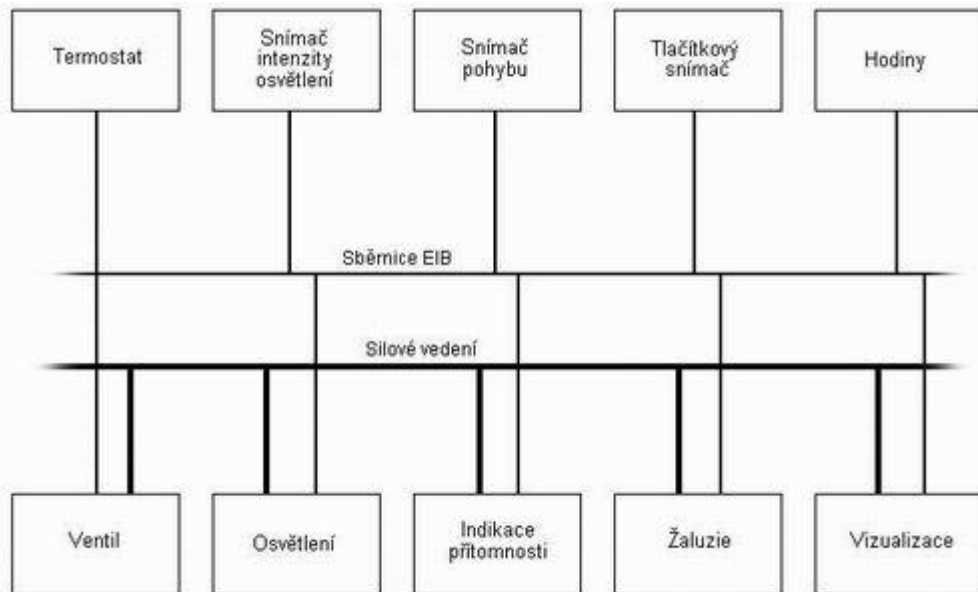 Termostat
Snímač
intenzity
osvětlení
Snímač
pohybu
Tlačítkový
snímač
Hodiny
Sběrnice EIB
Silové vedení
Ventil
Osvětlení
Indikace
přítomnosti
Žaluzie
Vizualizace